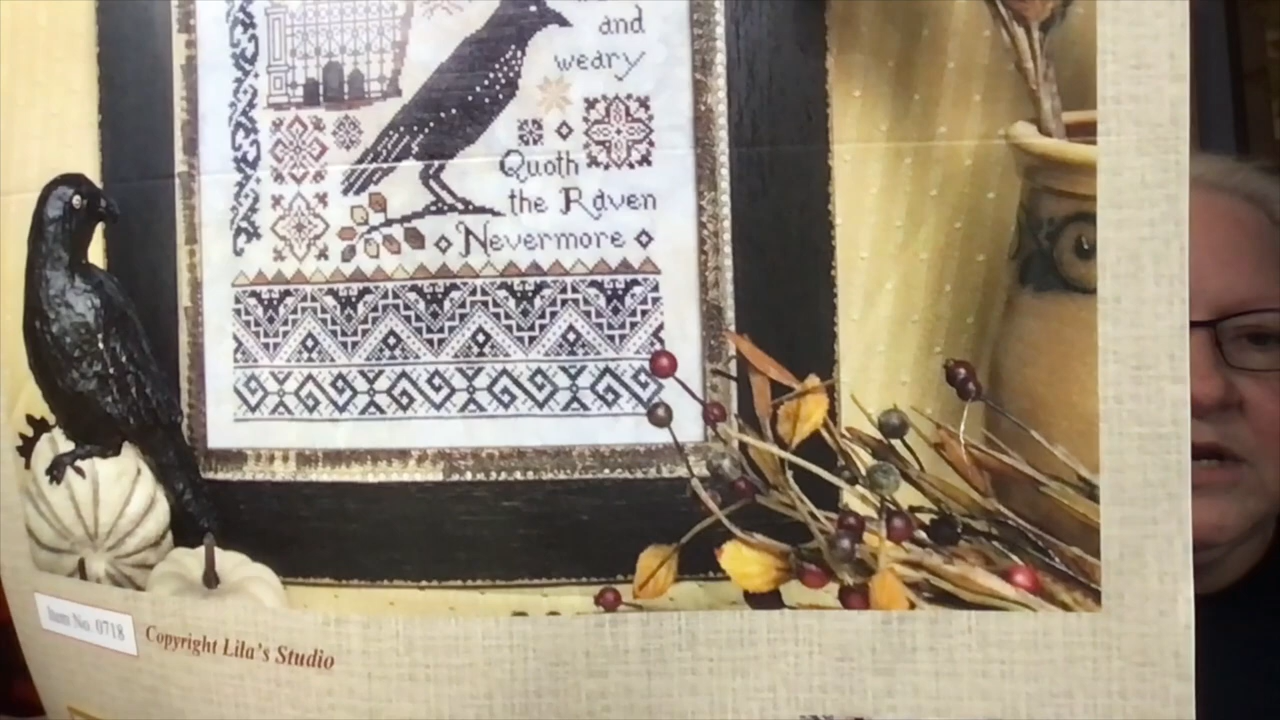 and
weary
Quoth
the Raven
Nevermore
Item No. 0718
Copyright Lila's Studio